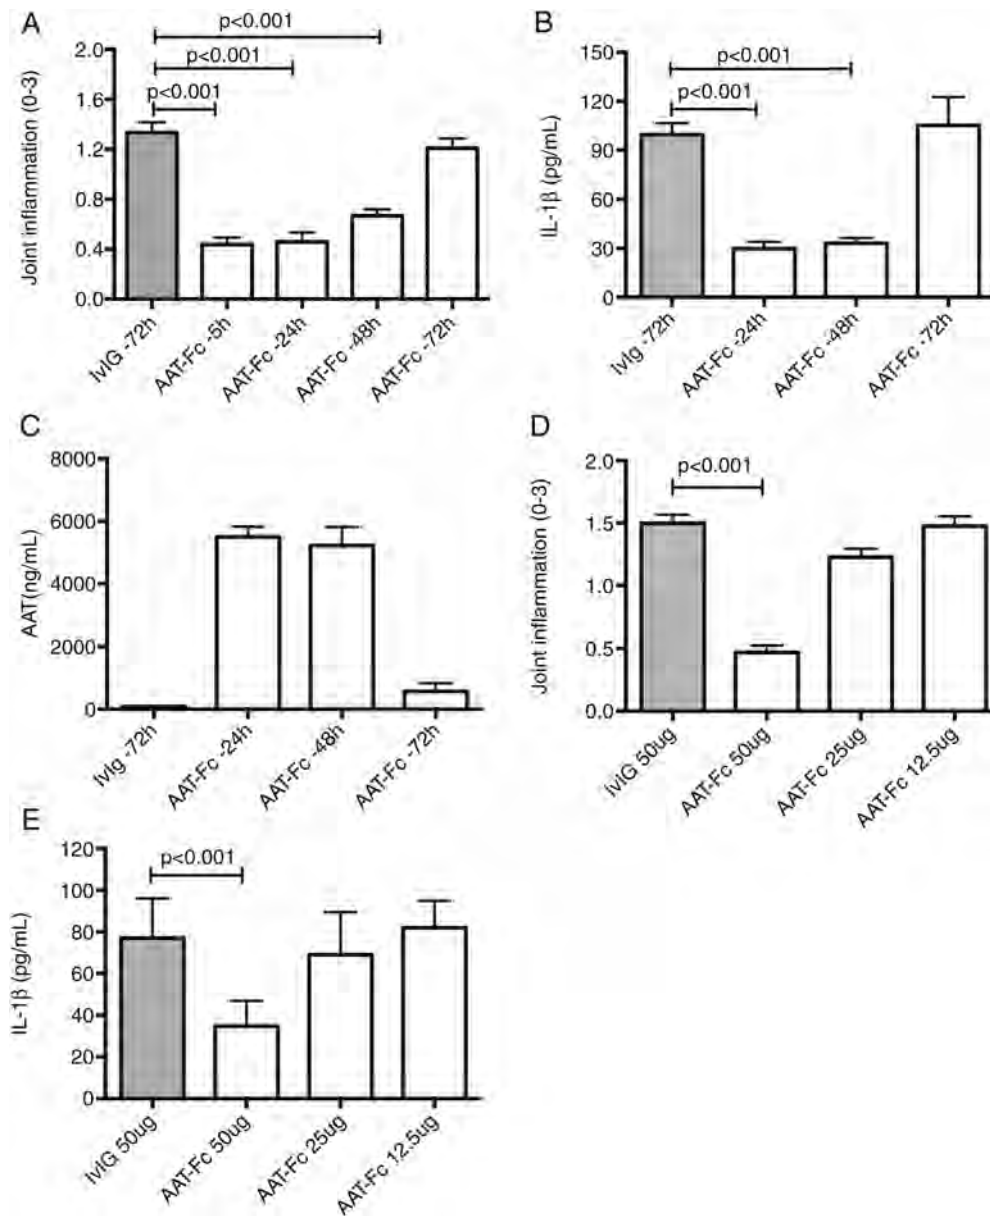 A
p<0.001
p<0.001
p<0.001
Joint inflammation (0-3)
2.0
1.6
1.2
0.8
0.4
0.0
IvIG -72h
AAT-Fc -5h
AAT-Fc -24h
AAT-Fc -48h
AAT-Fc -72h
B
p<0.001
p<0.001
IL-1β (pg/mL)
150
120
90
60
30
0
IvIg -72h
AAT-Fc -24h
AAT-Fc -48h
AAT-Fc -72h
C
AAT(ng/mL)
8000
6000
4000
2000
0
IvIg -72h
AAT-Fc -24h
AAT-Fc -48h
AAT-Fc -72h
D
p<0.001
Joint inflammation (0-3)
2.0
1.5
1.0
0.5
0.0
IvIG 50ug
AAT-Fc 50ug
AAT-Fc 25ug
AAT-Fc 12.5ug
E
p<0.001
IL-1β (pg/mL)
120
100
80
60
40
20
0
IvIG 50ug
AAT-Fc 50ug
AAT-Fc 25ug
AAT-Fc 12.5ug